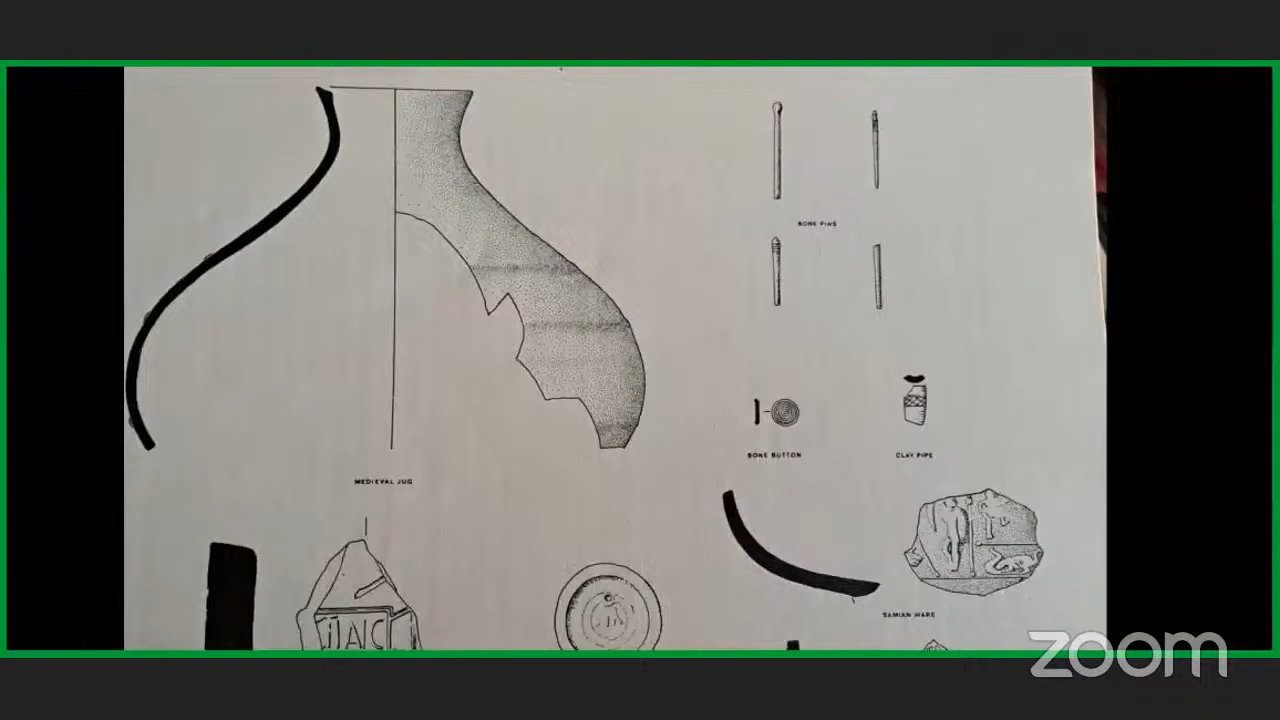 BONE PINS
BONE BUTTON
CLAY PIPE
MEDIEVAL JUG
SAMIAN WARE
zoom